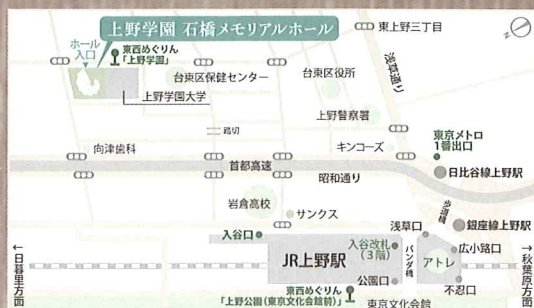 上野学園 石橋メモリアルホール
ホール
入口
東西めぐりん
「上野学園」
東上野三丁目
浅草通り
台東区保健センター
台東区役所
上野学園大学
上野警察署
踏切
向津歯科
キンコーズ
東京メトロ
1番出口
首都高速
日比谷線上野駅
昭和通り
岩倉高校
サンクス
歩道橋
入谷口
浅草口
銀座線上野駅
入谷改札
(3階)
パンダ橋
広小路口
JR上野駅
アトレ
公園口
不忍口
東西めぐりん
「上野公園(東京文化会館前)」
東京文化会館
←日暮里方面
→秋葉原方面